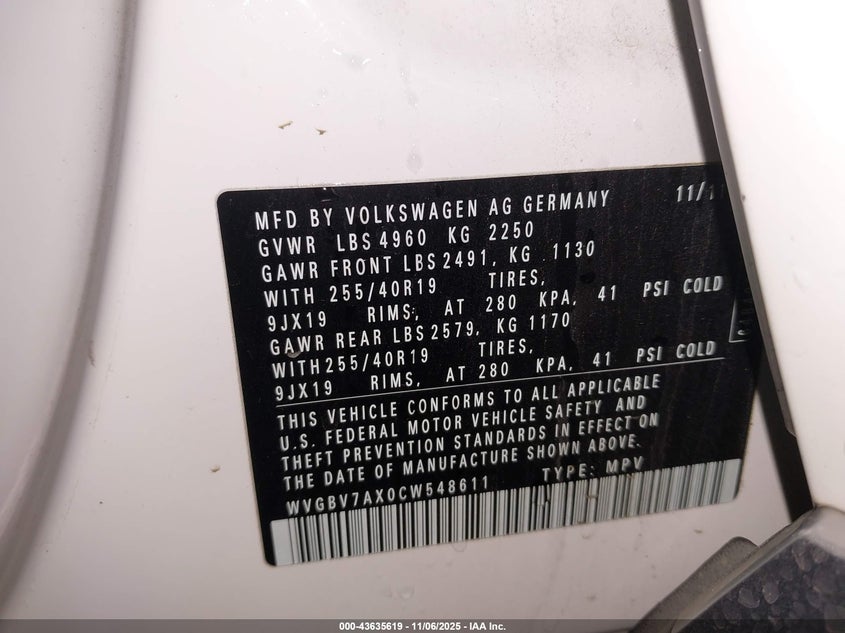 MFD BY VOLKSWAGEN AG GERMANY 11/1
GVWR LBS 4960 KG 2250
GAWR FRONT LBS 2491, KG 1130
WITH 255/40R19 TIRES,
9JX19 RIMS, AT 280 KPA, 41 PSI COLD
GAWR REAR LBS 2579, KG 1170
WITH 255/40R19 TIRES,
9JX19 RIMS, AT 280 KPA, 41 PSI COLD
THIS VEHICLE CONFORMS TO ALL APPLICABLE
U.S. FEDERAL MOTOR VEHICLE SAFETY AND
THEFT PREVENTION STANDARDS IN EFFECT ON
THE DATE OF MANUFACTURE SHOWN ABOVE.
WVGBV7AX0CW548611 TYPE: MPV
000-43635619 - 11/06/2025 - IAA Inc.